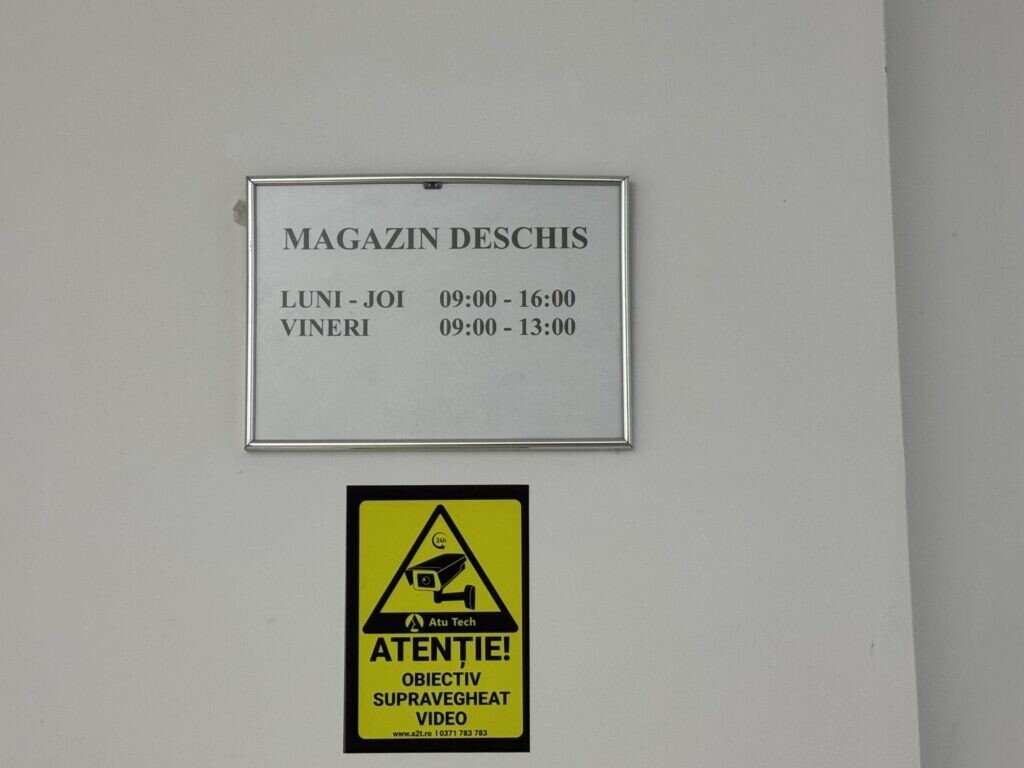 MAGAZIN DESCHIS
LUNI - JOI 09:00 - 16:00
VINERI 09:00 - 13:00
24h
Atu Tech
ATENȚIE!
OBIECTIV
SUPRAVEGHEAT
VIDEO
www.a2t.ro | 0371 783 783